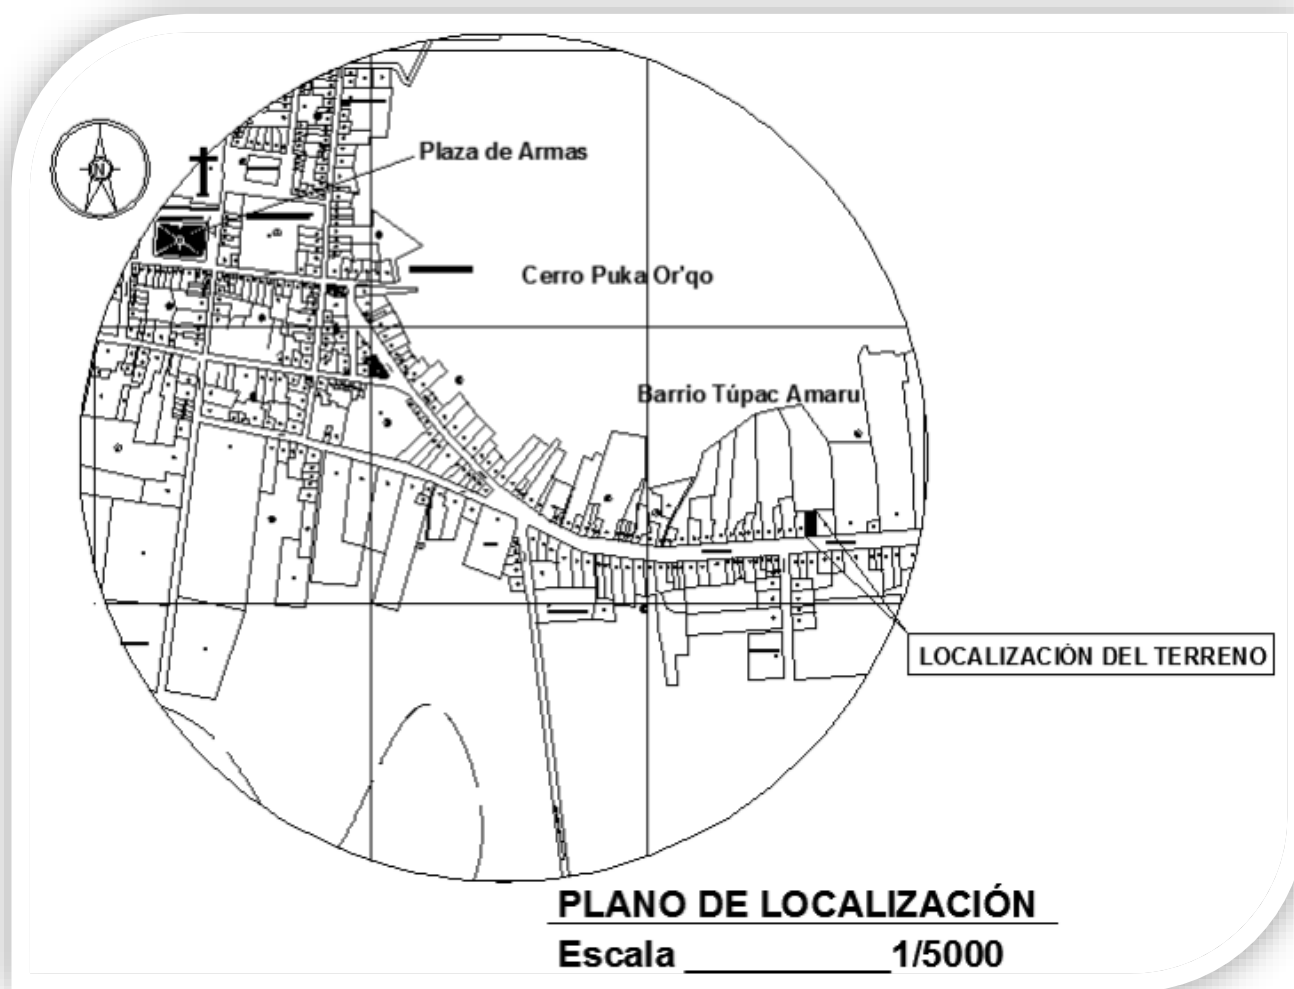 Plaza de Armas
N
Cerro Puka Or'qo
Barrio Túpac Amaru
LOCALIZACIÓN DEL TERRENO
PLANO DE LOCALIZACIÓN
Escala __________ 1/5000